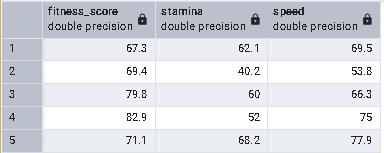 fitness_score stamina speed
double precision double precision double precision
1 67.3 62.1 69.5
2 69.4 40.2 53.8
3 79.8 60 66.3
4 82.9 52 75
5 71.1 68.2 77.9